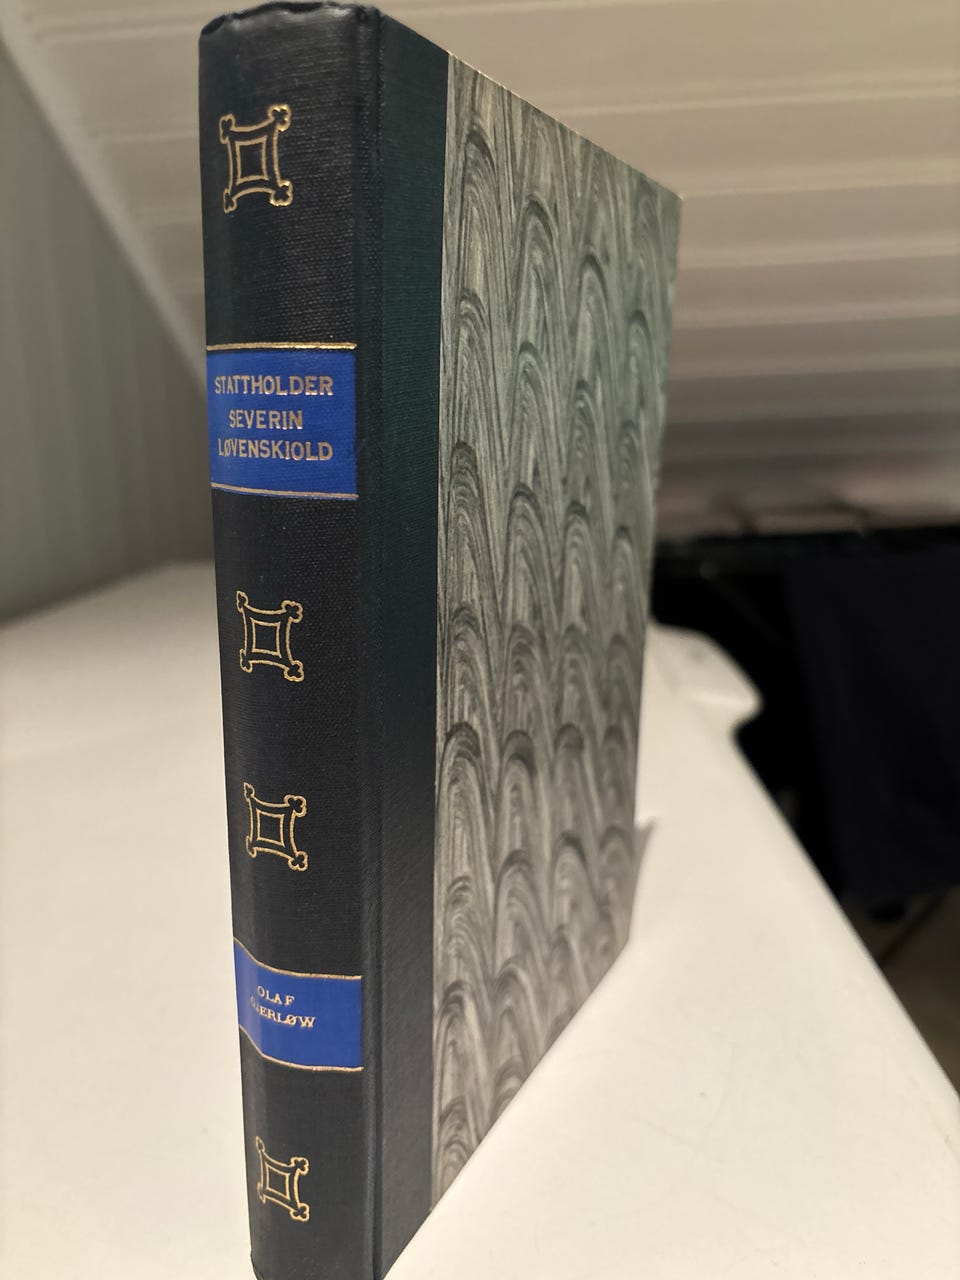 STATTHOLDER
SEVERIN
LØVENSKIOLD
OLAF
GJERLØW